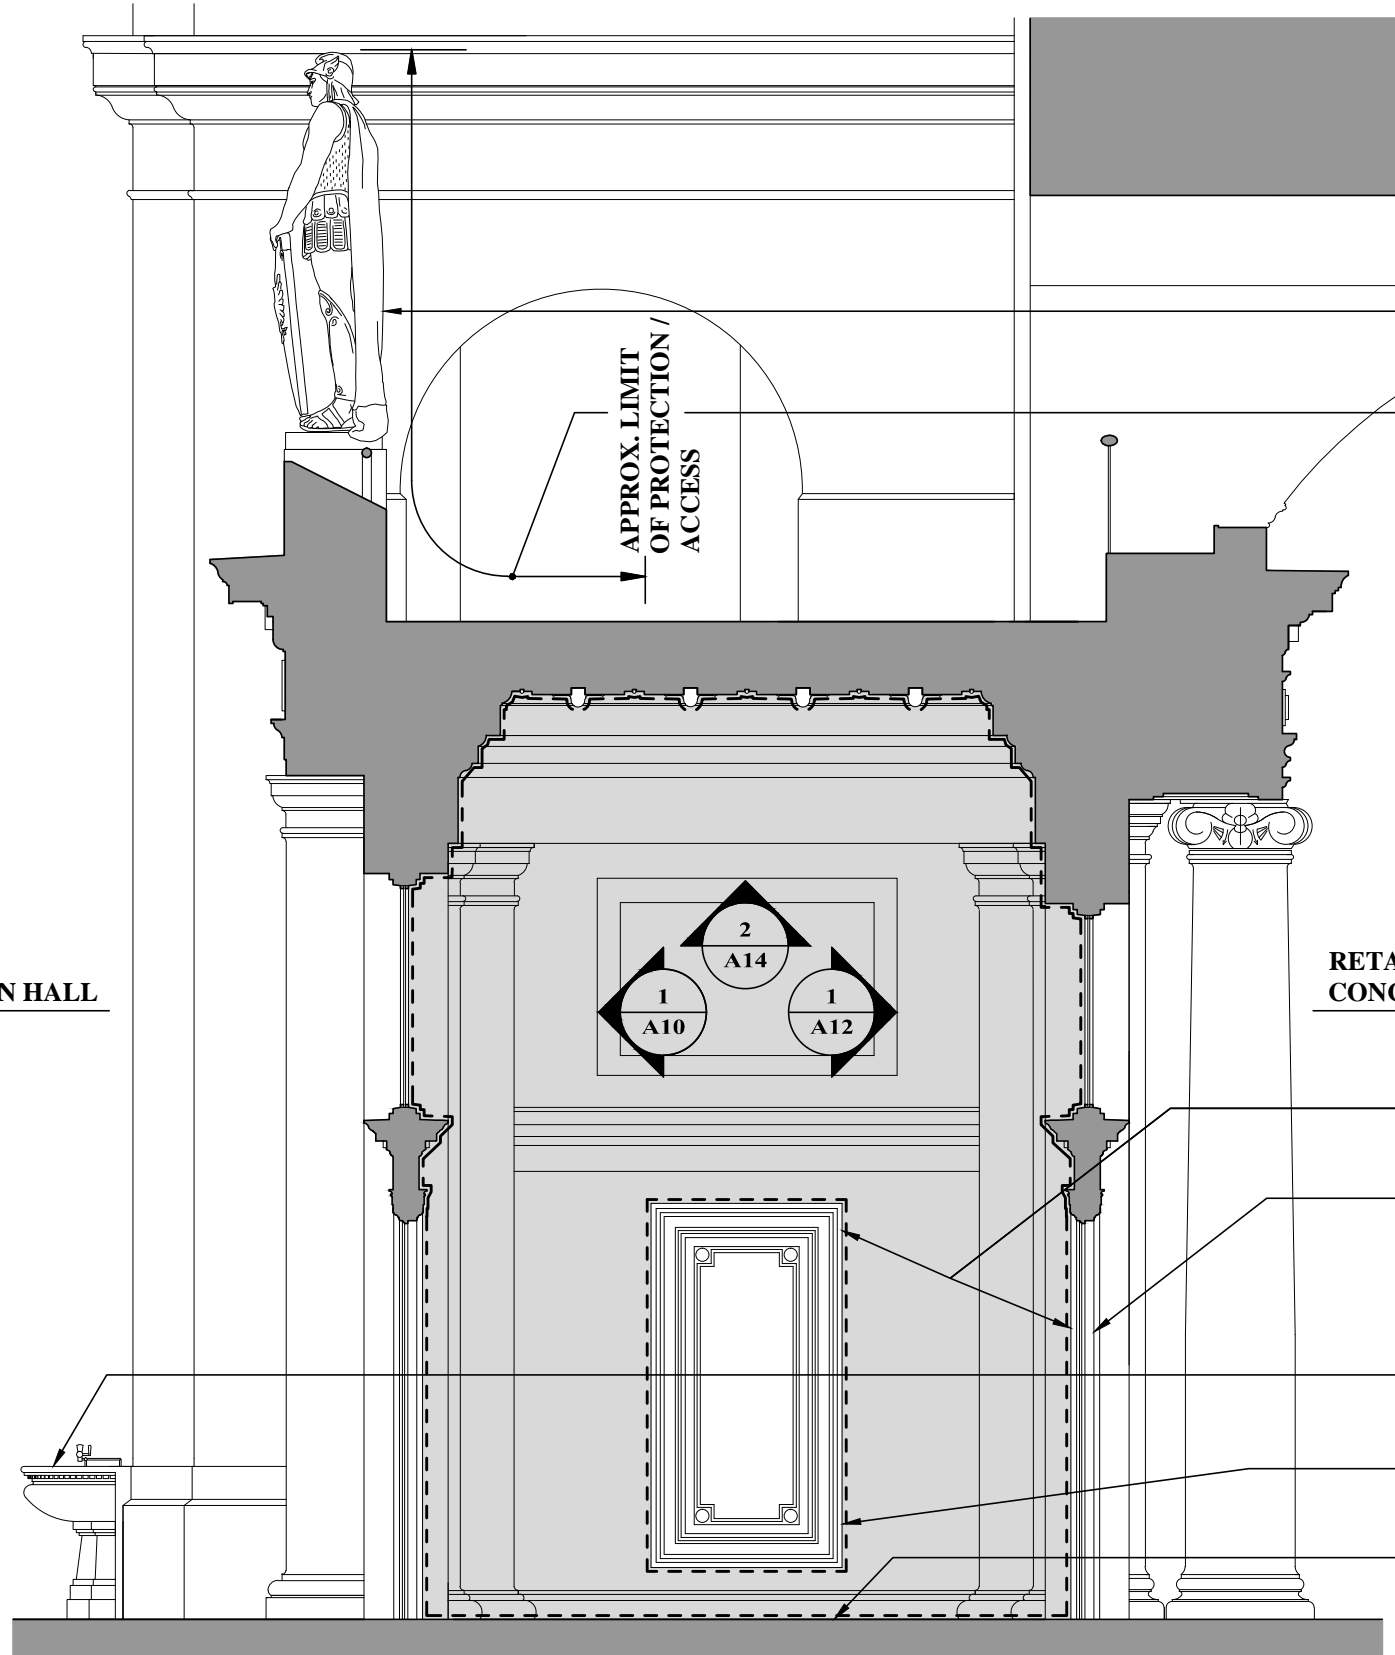 APPROX. LIMIT
OF PROTECTION /
ACCESS
2
A14
1
A10
1
A12
N HALL
RETA
CONC